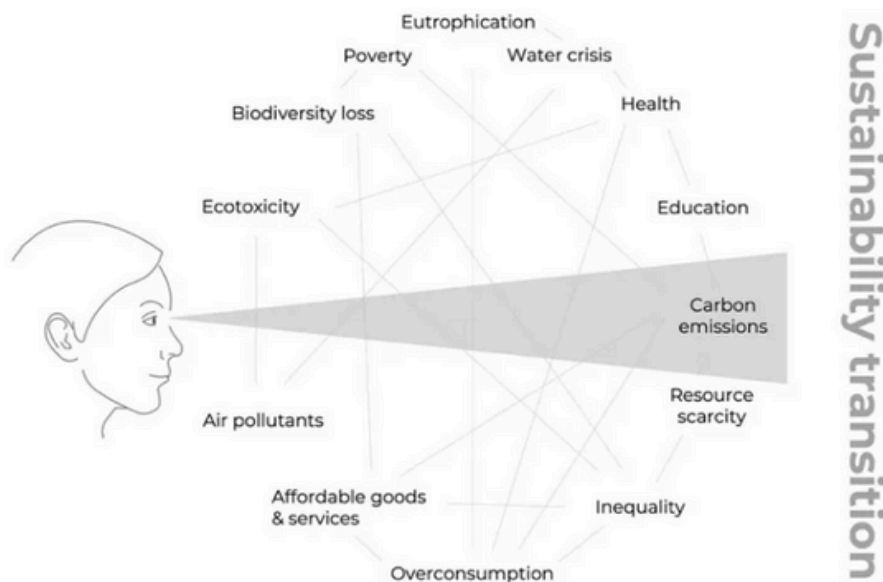 Eutrophication
Poverty
Water crisis
Health
Biodiversity loss
Ecotoxicity
Education
Carbon
emissions
Resource
scarcity
Air pollutants
Affordable goods
& services
Inequality
Overconsumption
Sustainability transition